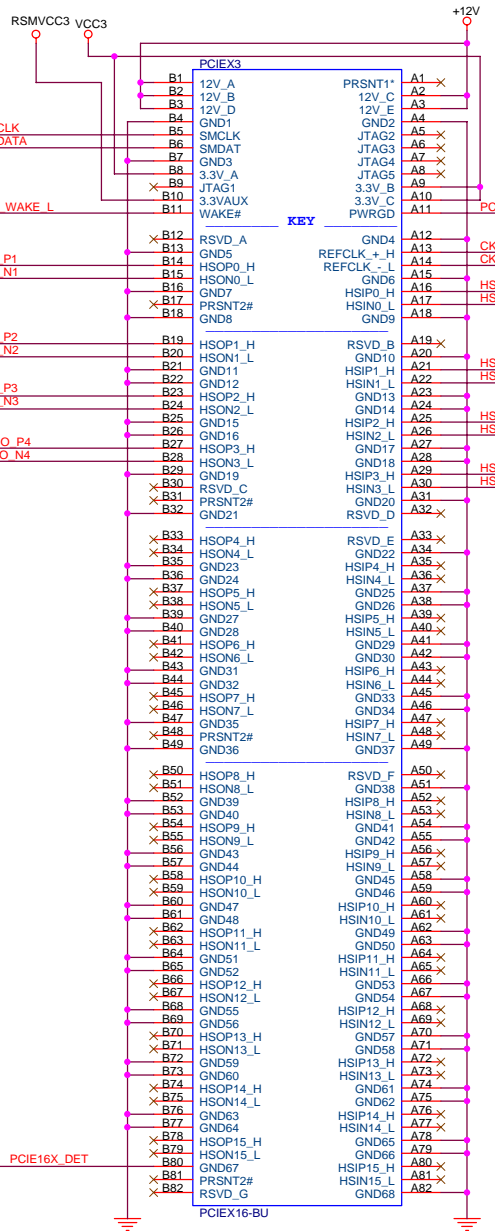 RSMVCC3 VCC3 +12V
PCIEX3
B1 12V_A PRSNT1* A1
B2 12V_B 12V_C A2
B3 12V_D 12V_E A3
B4 GND1 GND2 A4
CLK B5 SMCLK JTAG2 A5
DATA B6 SMDAT JTAG3 A6
B7 GND3 JTAG4 A7
B8 3.3V_A JTAG5 A8
B9 JTAG1 3.3V_B A9
B10 3.3VAUX 3.3V_C A10
WAKE_L B11 WAKE# PWRGD A11 PC
KEY
B12 RSVD_A GND4 A12
B13 GND5 REFCLK_+_H A13 CK
_P1 B14 HSOP0_H REFCLK_-_L A14 CK
_N1 B15 HSON0_L GND6 A15
B16 GND7 HSIP0_H A16 HS
B17 PRSNT2# HSIN0_L A17 HS
B18 GND8 GND9 A18
_P2 B19 HSOP1_H RSVD_B A19
_N2 B20 HSON1_L GND10 A20
B21 GND11 HSIP1_H A21 HS
B22 GND12 HSIN1_L A22 HS
_P3 B23 HSOP2_H GND13 A23
_N3 B24 HSON2_L GND14 A24
B25 GND15 HSIP2_H A25 HS
B26 GND16 HSIN2_L A26 HS
O_P4 B27 HSOP3_H GND17 A27
O_N4 B28 HSON3_L GND18 A28
B29 GND19 HSIP3_H A29 HS
B30 RSVD_C HSIN3_L A30 HS
B31 PRSNT2# GND20 A31
B32 GND21 RSVD_D A32
B33 HSOP4_H RSVD_E A33
B34 HSON4_L GND22 A34
B35 GND23 HSIP4_H A35
B36 GND24 HSIN4_L A36
B37 HSOP5_H GND25 A37
B38 HSON5_L GND26 A38
B39 GND27 HSIP5_H A39
B40 GND28 HSIN5_L A40
B41 HSOP6_H GND29 A41
B42 HSON6_L GND30 A42
B43 GND31 HSIP6_H A43
B44 GND32 HSIN6_L A44
B45 HSOP7_H GND33 A45
B46 HSON7_L GND34 A46
B47 GND35 HSIP7_H A47
B48 PRSNT2# HSIN7_L A48
B49 GND36 GND37 A49
B50 HSOP8_H RSVD_F A50
B51 HSON8_L GND38 A51
B52 GND39 HSIP8_H A52
B53 GND40 HSIN8_L A53
B54 HSOP9_H GND41 A54
B55 HSON9_L GND42 A55
B56 GND43 HSIP9_H A56
B57 GND44 HSIN9_L A57
B58 HSOP10_H GND45 A58
B59 HSON10_L GND46 A59
B60 GND47 HSIP10_H A60
B61 GND48 HSIN10_L A61
B62 HSOP11_H GND49 A62
B63 HSON11_L GND50 A63
B64 GND51 HSIP11_H A64
B65 GND52 HSIN11_L A65
B66 HSOP12_H GND53 A66
B67 HSON12_L GND54 A67
B68 GND55 HSIP12_H A68
B69 GND56 HSIN12_L A69
B70 HSOP13_H GND57 A70
B71 HSON13_L GND58 A71
B72 GND59 HSIP13_H A72
B73 GND60 HSIN13_L A73
B74 HSOP14_H GND61 A74
B75 HSON14_L GND62 A75
B76 GND63 HSIP14_H A76
B77 GND64 HSIN14_L A77
B78 HSOP15_H GND65 A78
B79 HSON15_L GND66 A79
PCIE16X_DET B80 GND67 HSIP15_H A80
B81 PRSNT2# HSIN15_L A81
B82 RSVD_G GND68 A82
PCIEX16-BU